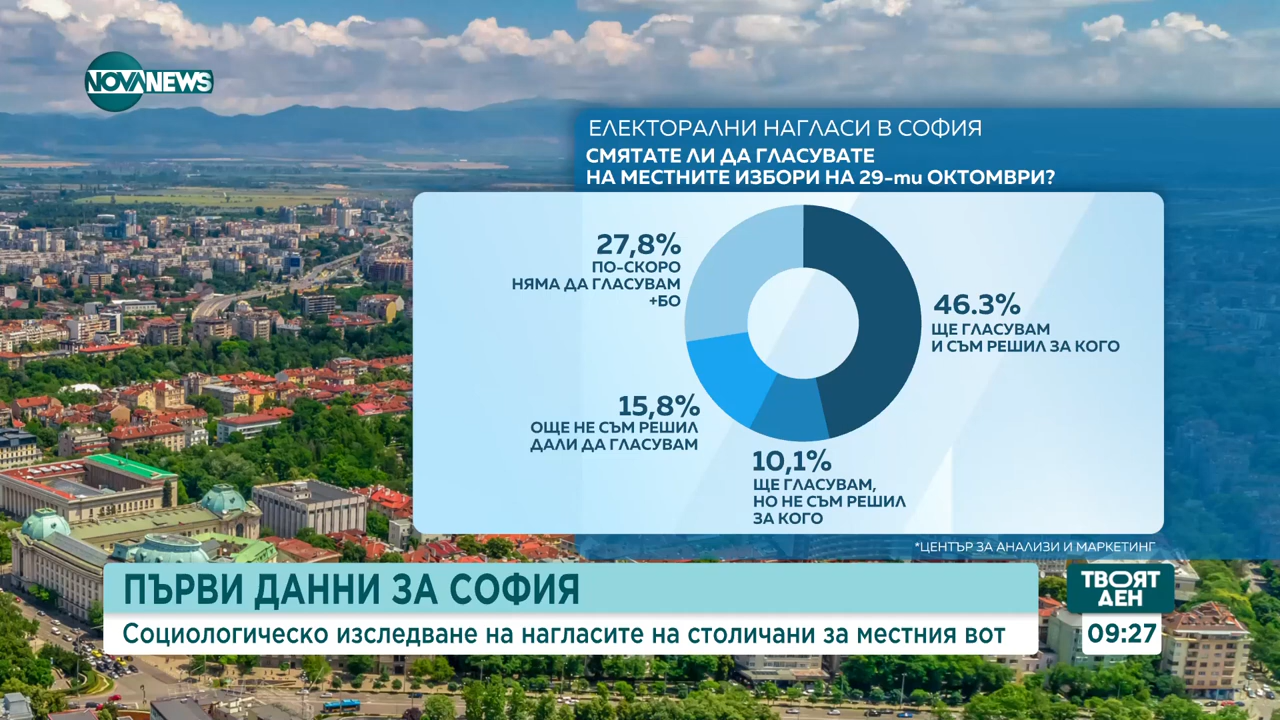 NOVANEWS
ЕЛЕКТОРАЛНИ НАГЛАСИ В СОФИЯ
СМЯТАТЕ ЛИ ДА ГЛАСУВАТЕ
НА МЕСТНИТЕ ИЗБОРИ НА 29-ти ОКТОМВРИ?
27,8%
ПО-СКОРО
НЯМА ДА ГЛАСУВАМ
+БО
46.3%
ЩЕ ГЛАСУВАМ
И СЪМ РЕШИЛ ЗА КОГО
15,8%
ОЩЕ НЕ СЪМ РЕШИЛ
ДАЛИ ДА ГЛАСУВАМ
10,1%
ЩЕ ГЛАСУВАМ,
НО НЕ СЪМ РЕШИЛ
ЗА КОГО
*ЦЕНТЪР ЗА АНАЛИЗИ И МАРКЕТИНГ
ПЪРВИ ДАННИ ЗА СОФИЯ
Социологическо изследване на нагласите на столичани за местния вот
ТВОЯТ
ДЕН
09:27